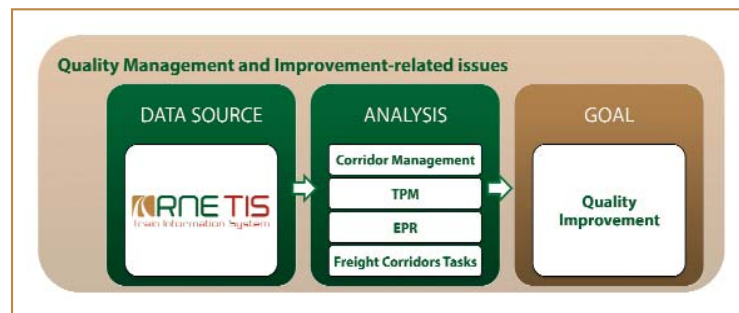 Quality Management and Improvement-related issues
DATA SOURCE
ANALYSIS
GOAL
RNE TIS
Train Information System
Corridor Management
TPM
EPR
Freight Corridors Tasks
Quality
Improvement